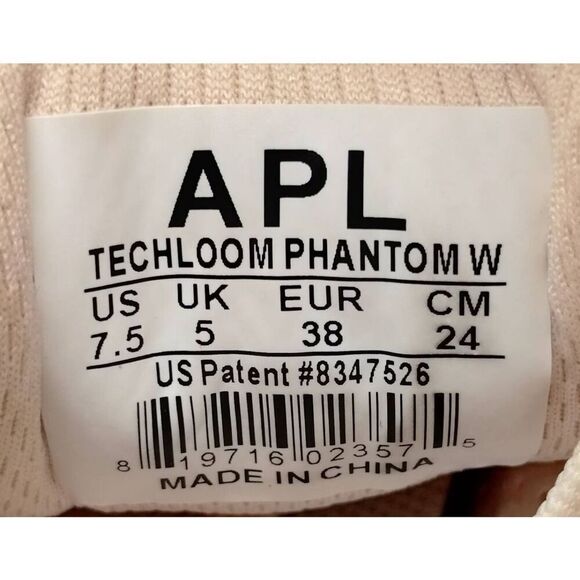 APL
TECHLOOM PHANTOM W
US UK EUR CM
7.5 5 38 24
US Patent #8347526
8 19716 02357 5
MADE IN CHINA